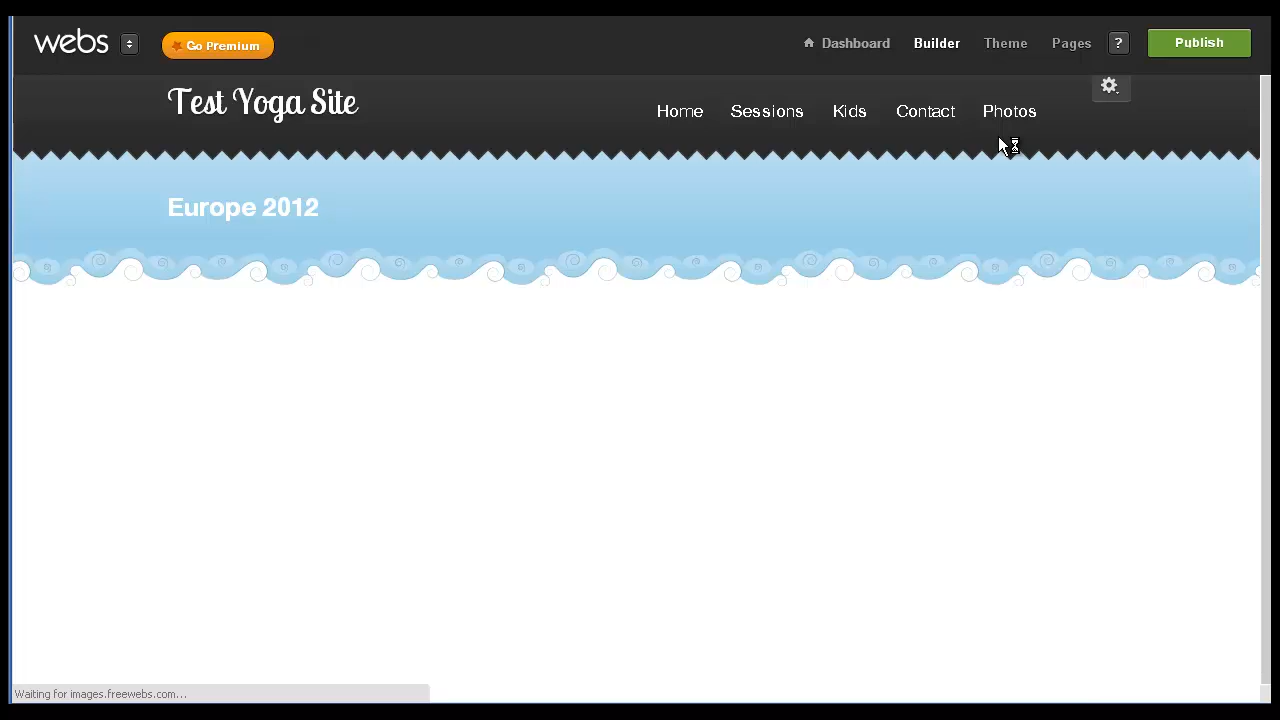 webs Go Premium Dashboard Builder Theme Pages ? Publish
Test Yoga Site
Home Sessions Kids Contact Photos
Europe 2012
Waiting for images.freewebs.com...